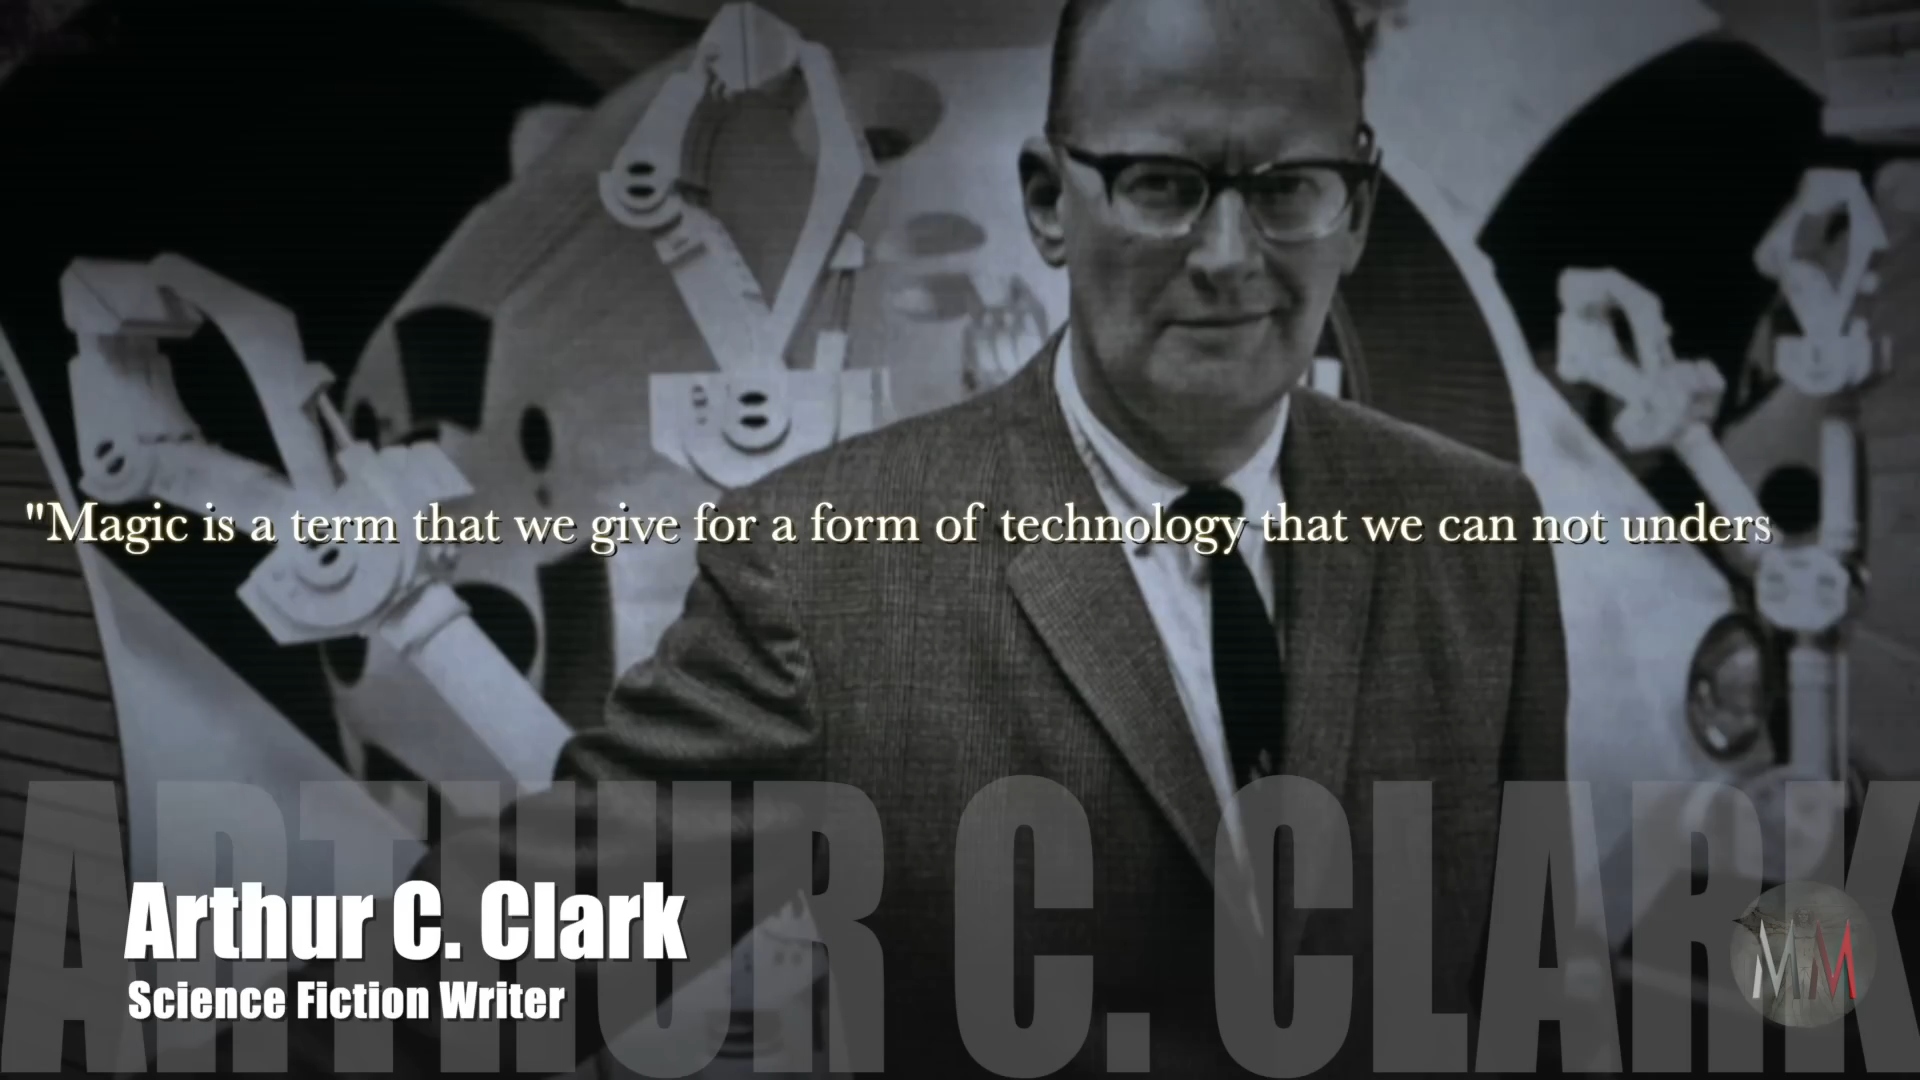 "Magic is a term that we give for a form of technology that we can not unders
ARTHUR C. CLARK
Arthur C. Clark
Science Fiction Writer
MM